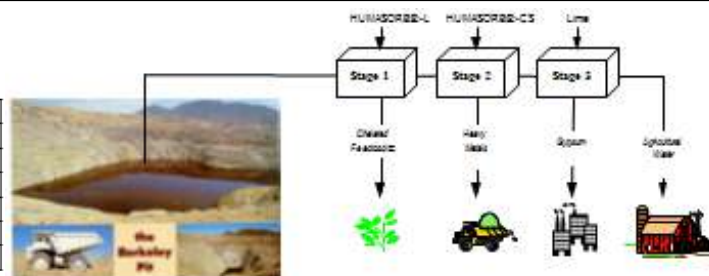 HUMASORB®-L HUMASORB®-CS Lime
Stage 1 Stage 2 Stage 3
Chelated Heavy Gypsum Agricultural
Feedstocks Metals Water
the
Berkeley
Pit